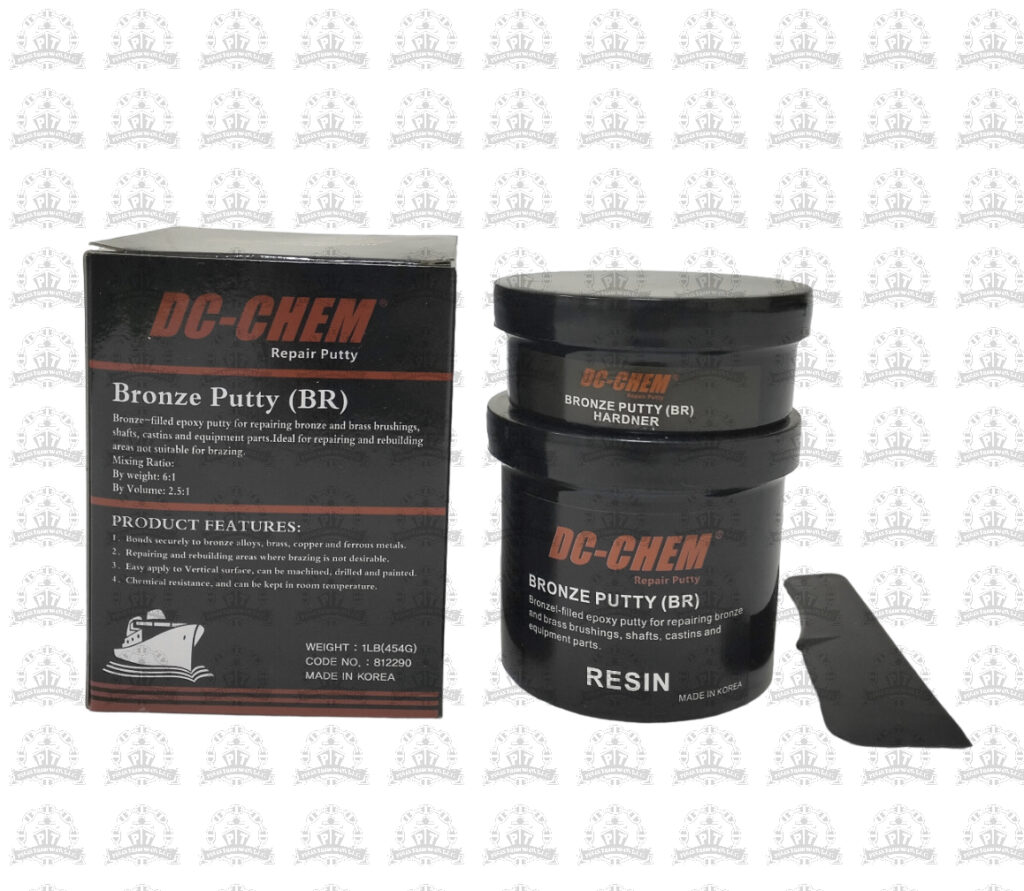 DC-CHEM®
Repair Putty
Bronze Putty (BR)
Bronze-filled epoxy putty for repairing bronze and brass brushings,
shafts, castins and equipment parts.Ideal for repairing and rebuilding
areas not suitable for brazing.
Mixing Ratio:
By weight: 6:1
By Volume: 2.5:1
PRODUCT FEATURES:
1. Bonds securely to bronze alloys, brass, copper and ferrous metals.
2. Repairing and rebuilding areas where brazing is not desirable.
3. Easy apply to Vertical surface, can be machined, drilled and painted.
4. Chemical resistance, and can be kept in room temperature.
WEIGHT : 1LB(454G)
CODE NO. : 812290
MADE IN KOREA
DC-CHEM®
Repair Putty
BRONZE PUTTY (BR)
HARDNER
DC-CHEM®
Repair Putty
BRONZE PUTTY (BR)
Bronzel-filled epoxy putty for repairing bronze
and brass brushings, shafts, castins and
equipment parts.
RESIN
MADE IN KOREA